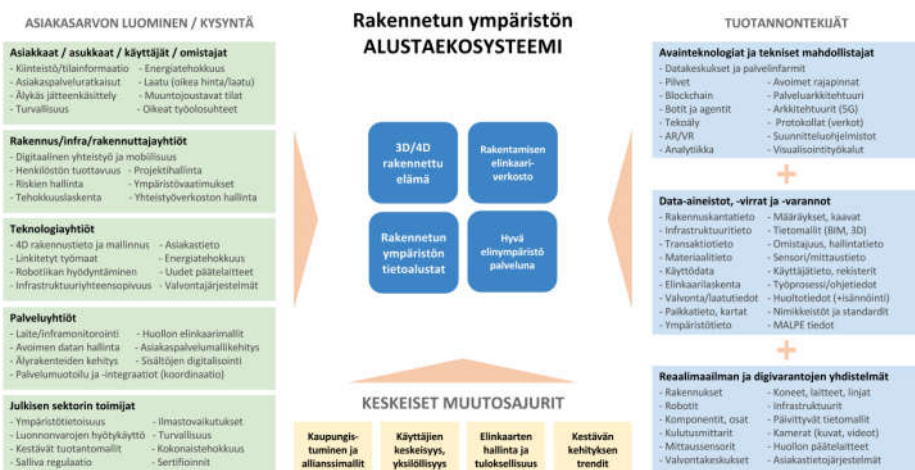 ASIAKASARVON LUOMINEN / KYSYNTÄ
Asiakkaat / asukkaat / käyttäjät / omistajat
- Kiinteistö/tilainformaatio - Energiatehokkuus
- Asiakaspalveluratkaisut - Laatu (oikea hinta/laatu)
- Älykäs jätteenkäsittely - Muuntojoustavat tilat
- Turvallisuus - Oikeat työolosuhteet
Rakennus/infra/rakennuttajayhtiöt
- Digitaalinen yhteistyö ja mobiilisuus
- Henkilöstön tuottavuus - Projektihallinta
- Riskien hallinta - Ympäristövaatimukset
- Tehokkuuslaskenta - Yhteistyöverkoston hallinta
Teknologiayhtiöt
- 4D rakennustieto ja mallinnus - Asiakastieto
- Linkitetyt työmaat - Energiatehokkuus
- Robotiikan hyödyntäminen - Uudet päätelaitteet
- Infrastruktuuriyhteensopivuus - Valvontajärjestelmät
Palveluyhtiöt
- Laite/inframonitorointi - Huollon elinkaarimallit
- Avoimen datan hallinta - Asiakaspalvelumallikehitys
- Älyrakenteiden kehitys - Sisältöjen digitalisointi
- Palvelumuotoilu ja -integraatiot (koordinaatio)
Julkisen sektorin toimijat
- Ympäristötietoisuus - Ilmastovaikutukset
- Luonnonvarojen hyötykäyttö - Turvallisuus
- Kestävät tuotantomallit - Kokonaistehokkuus
- Salliva regulaatio - Sertifioinnit
Rakennetun ympäristön
ALUSTAEKOSYSTEEMI
3D/4D
rakennettu
elämä
Rakentamisen
elinkaari-
verkosto
Rakennetun
ympäristön
tietoalustat
Hyvä
elinympäristö
palveluna
KESKEISET MUUTOSAJURIT
Kaupungis-
tuminen ja
allianssimallit
Käyttäjien
keskeisyys,
yksilöllisyys
Elinkaarten
hallinta ja
tuloksellisuus
Kestävän
kehityksen
trendit
TUOTANNONTEKIJÄT
Avainteknologiat ja tekniset mahdollistajat
- Datakeskukset ja palvelinfarmit
- Pilvet - Avoimet rajapinnat
- Blockchain - Palveluarkkitehtuuri
- Botit ja agentit - Arkkitehtuurit (5G)
- Tekoäly - Protokollat (verkot)
- AR/VR - Suunnitteluohjelmistot
- Analytiikka - Visualisointityökalut
+
Data-aineistot, -virrat ja -varannot
- Rakennuskantatieto - Määräykset, kaavat
- Infrastruktuuritieto - Tietomallit (BIM, 3D)
- Transaktiotieto - Omistajuus, hallintatieto
- Materiaalitieto - Sensori/mittaustieto
- Käyttödata - Käyttäjätieto, rekisterit
- Elinkaarilaskenta - Työprosessi/ohjetiedot
- Valvonta/laatutiedot - Huoltotiedot (+isännöinti)
- Paikkatieto, kartat - Nimikkeistöt ja standardit
- Ympäristötieto - MALPE tiedot
+
Reaalimaailman ja digivarantojen yhdistelmät
- Rakennukset - Koneet, laitteet, linjat
- Robotit - Infrastruktuurit
- Komponentit, osat - Päivittyvät tietomallit
- Kulutusmittarit - Kamerat (kuvat, videot)
- Mittaussensorit - Huollon päätelaitteet
- Valvontakeskukset - Asiakastietojärjestelmät